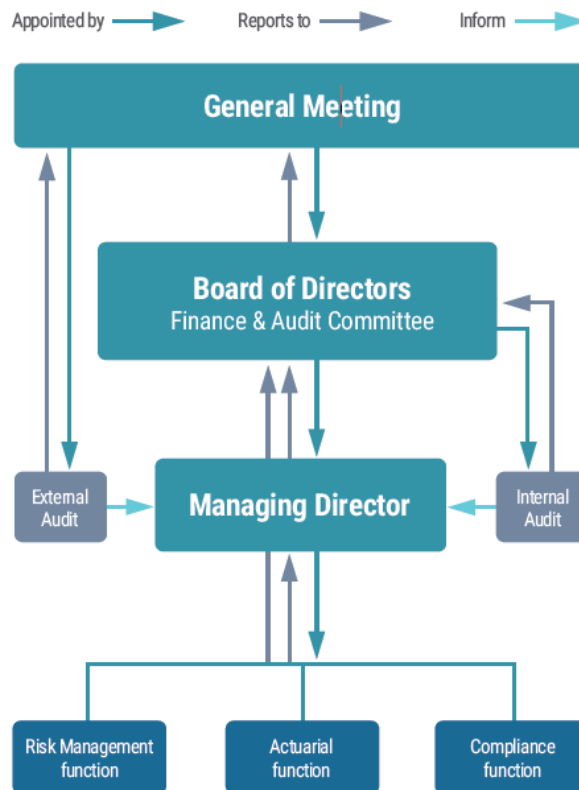 Appointed by
Reports to
Inform
General Meeting
Board of Directors
Finance & Audit Committee
External
Audit
Managing Director
Internal
Audit
Risk Management
function
Actuarial
function
Compliance
function